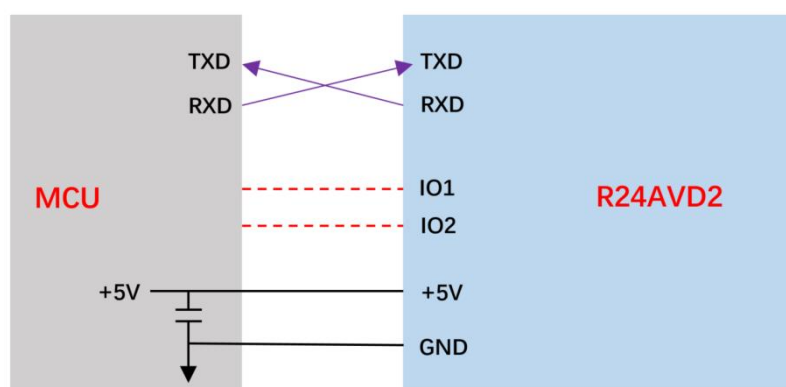 TXD TXD
RXD RXD
MCU IO1 R24AVD2
IO2
+5V +5V
GND